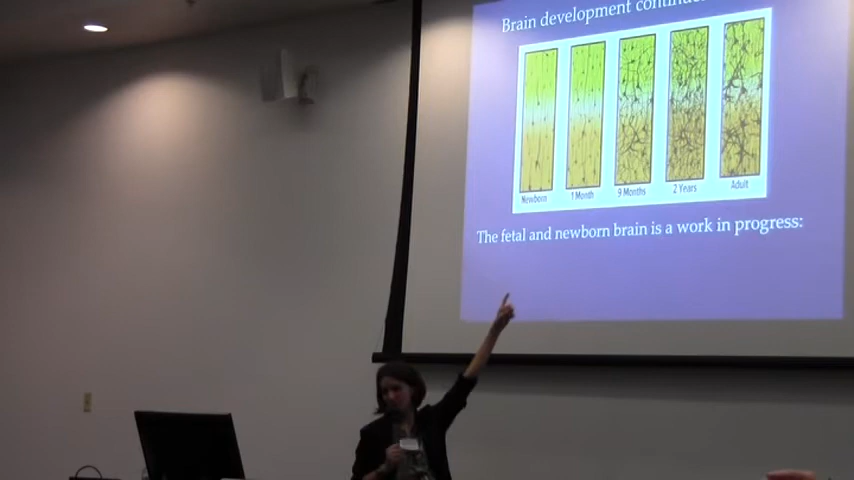 Brain development continues
Newborn 1 Month 9 Months 2 Years Adult
The fetal and newborn brain is a work in progress: